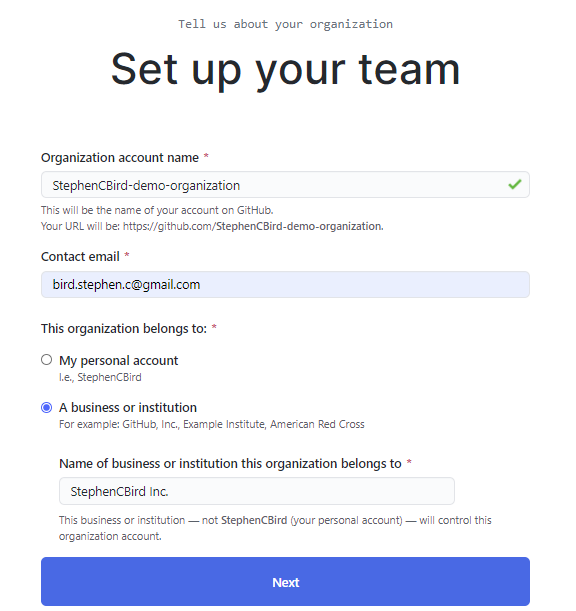 Tell us about your organization
Set up your team
Organization account name *
StephenCBird-demo-organization
This will be the name of your account on GitHub.
Your URL will be: https://github.com/StephenCBird-demo-organization.
Contact email *
bird.stephen.c@gmail.com
This organization belongs to: *
My personal account
I.e., StephenCBird
A business or institution
For example: GitHub, Inc., Example Institute, American Red Cross
Name of business or institution this organization belongs to *
StephenCBird Inc.
This business or institution — not StephenCBird (your personal account) — will control this
organization account.
Next